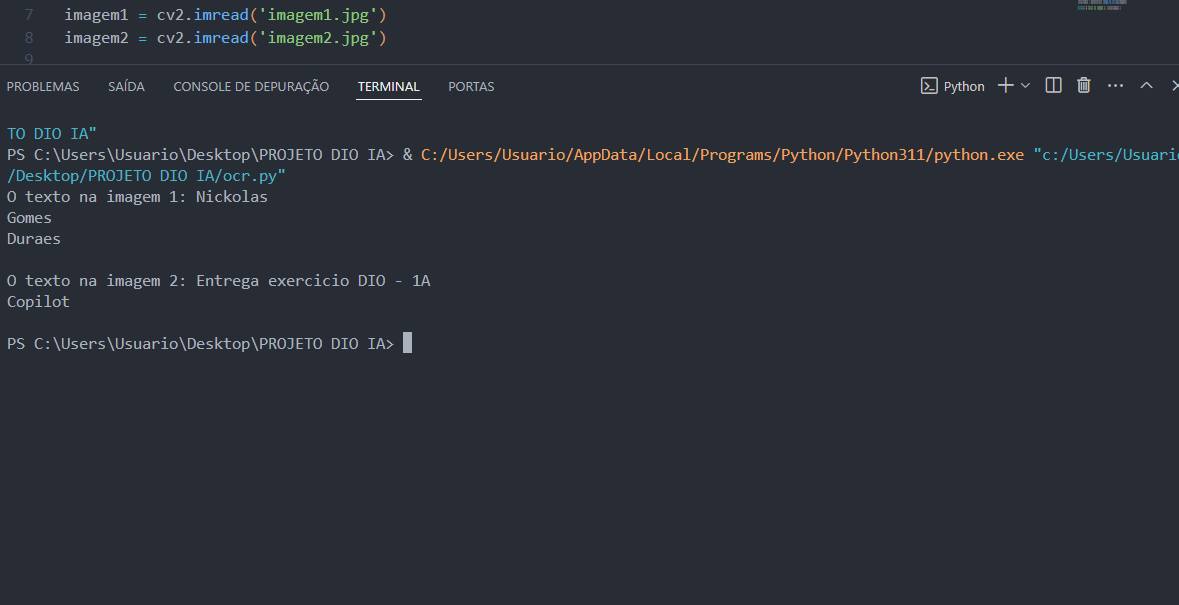 7 imagem1 = cv2.imread('imagem1.jpg')
8 imagem2 = cv2.imread('imagem2.jpg')
9
PROBLEMAS SAÍDA CONSOLE DE DEPURAÇÃO TERMINAL PORTAS Python
TO DIO IA"
PS C:\Users\Usuario\Desktop\PROJETO DIO IA> & C:/Users/Usuario/AppData/Local/Programs/Python/Python311/python.exe "c:/Users/Usuario
/Desktop/PROJETO DIO IA/ocr.py"
O texto na imagem 1: Nickolas
Gomes
Duraes
O texto na imagem 2: Entrega exercicio DIO - 1A
Copilot
PS C:\Users\Usuario\Desktop\PROJETO DIO IA>